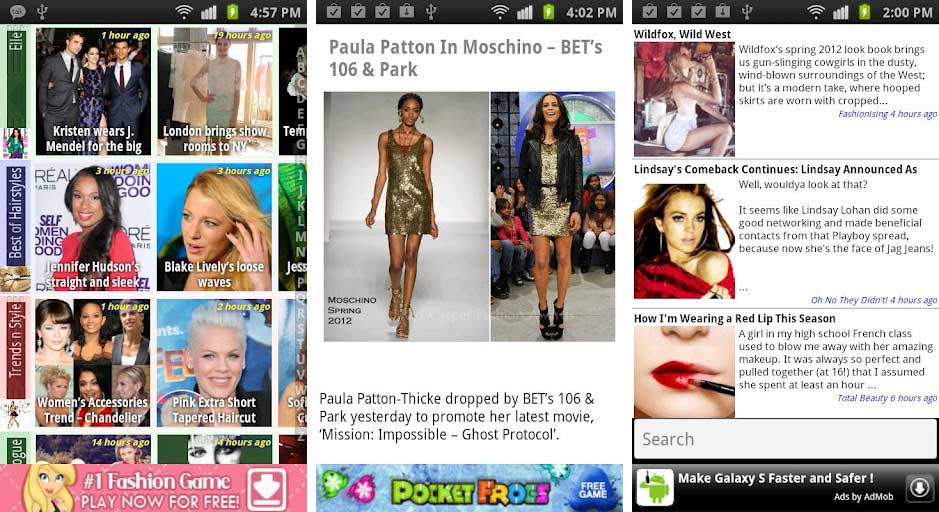 talk
4:57 PM
Elle
1 hour ago
Kristen wears J.
Mendel for the big
19 hours ago
London brings show
rooms to NY
Tem
A
B
C
D
E
F
G
H
I
J
K
L
M
N
P
Q
R
S
T
U
V
W
X
Y
Z
Best of Hairstyles
3 hours ago
Jennifer Hudson's
straight and sleek
3 hours ago
Blake Lively's loose
waves
Jess
Trends n Style
1 hour ago
Women's Accessories
Trend – Chandelier
2 hours ago
Pink Extra Short
Tapered Haircut
Sof
C
ogue
14 hours ago
14 hours ago
#1 Fashion Game
PLAY NOW FOR FREE!
4:02 PM
Paula Patton In Moschino – BET's
106 & Park
MOSCHINO
SPRING
2012
Paula Patton-Thicke dropped by BET's 106 &
Park yesterday to promote her latest movie,
'Mission: Impossible – Ghost Protocol'.
POCKET FROGS
FREE
GAME
2:00 PM
Wildfox, Wild West
Wildfox's spring 2012 look book brings
us gun-slinging cowgirls in the dusty,
wind-blown surroundings of the West;
but it's a modern take, where hooped
skirts are worn with cropped...
Fashionising 4 hours ago
Lindsay's Comeback Continues: Lindsay Announced As
Well, wouldya look at that?
It seems like Lindsay Lohan did some
good networking and made beneficial
contacts from that Playboy spread,
because now she's the face of Jag Jeans!
...
Oh No They Didn't! 4 hours ago
How I'm Wearing a Red Lip This Season
A girl in my high school French class
used to blow me away with her amazing
makeup. It was always so perfect and
pulled together (at 16!) that I assumed
she spent at least an hour ...
Total Beauty 6 hours ago
Search
Make Galaxy S Faster and Safer !
Ads by AdMob